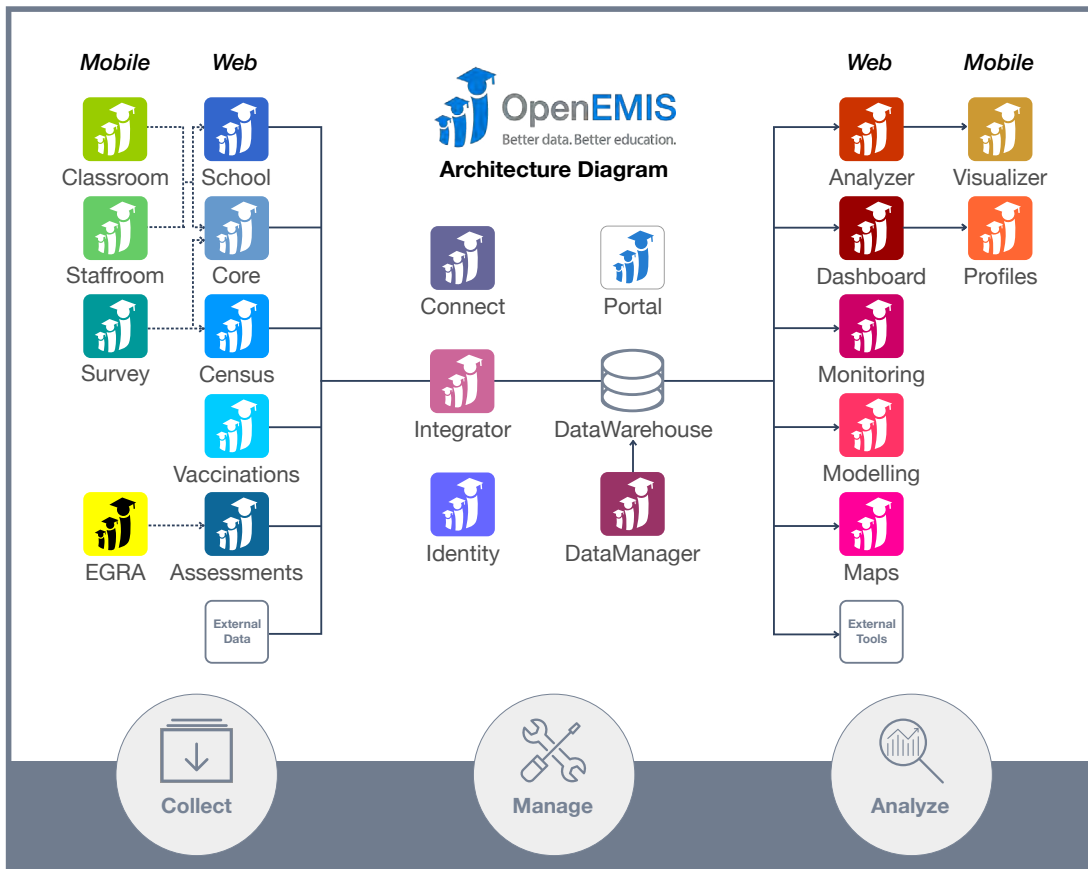 Mobile
Web
OpenEMIS
Better data. Better education.
Architecture Diagram
Web
Mobile
Classroom
School
Analyzer
Visualizer
Staffroom
Core
Connect
Portal
Dashboard
Profiles
Survey
Census
Integrator
DataWarehouse
Monitoring
Vaccinations
Modelling
EGRA
Assessments
Identity
DataManager
Maps
External
Data
External
Tools
Collect
Manage
Analyze